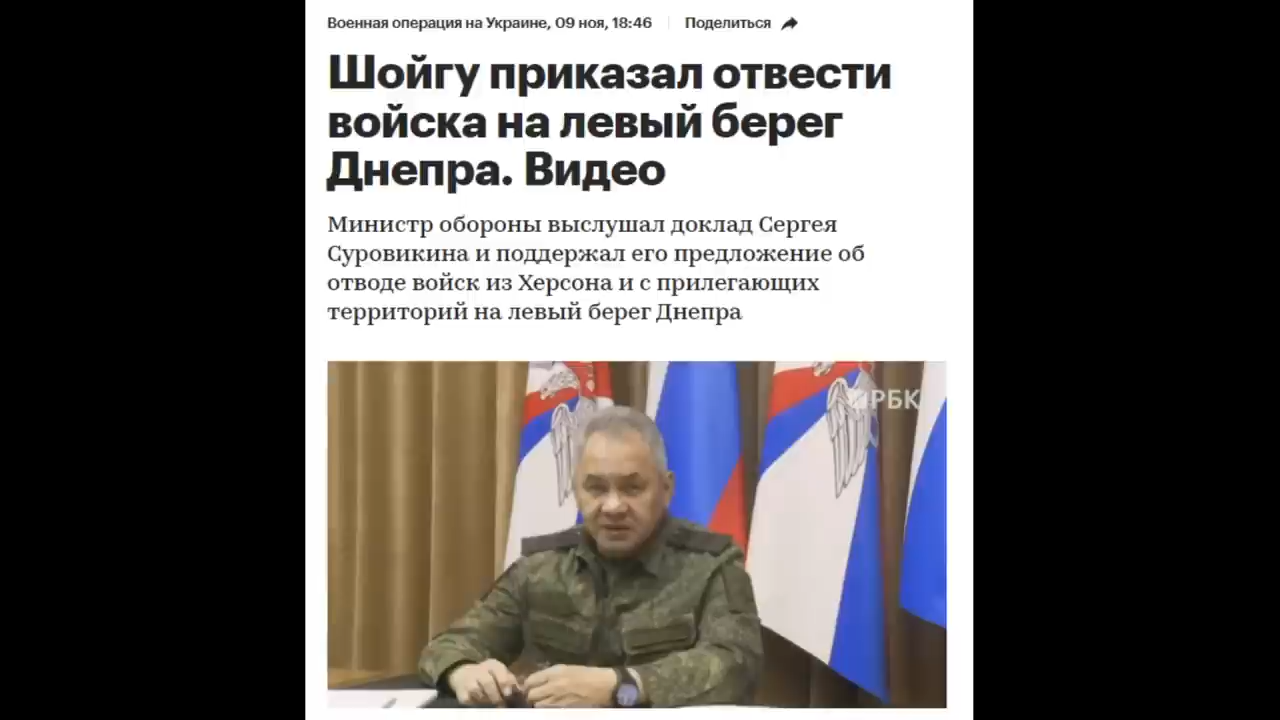 Военная операция на Украине, 09 ноя, 18:46 Поделиться
Шойгу приказал отвести
войска на левый берег
Днепра. Видео
Министр обороны выслушал доклад Сергея
Суровикина и поддержал его предложение об
отводе войск из Херсона и с прилегающих
территорий на левый берег Днепра
РБК